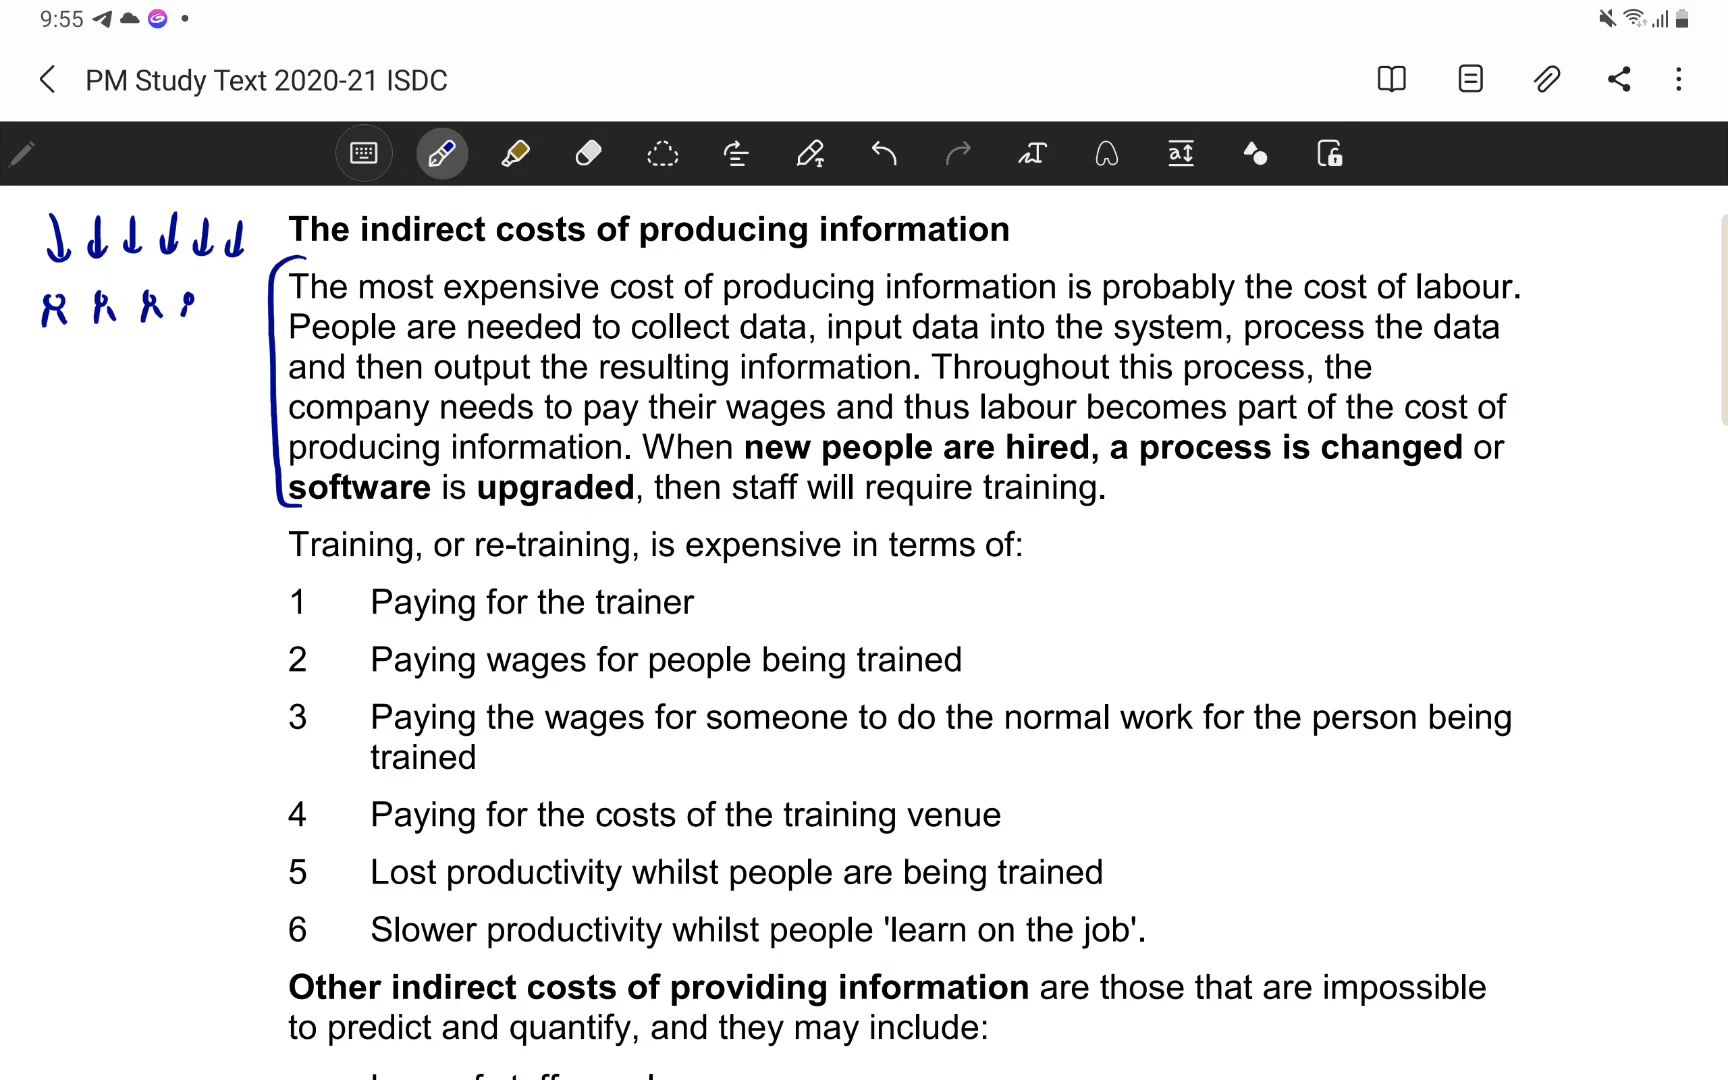 9:55
PM Study Text 2020-21 ISDC
The indirect costs of producing information
The most expensive cost of producing information is probably the cost of labour.
People are needed to collect data, input data into the system, process the data
and then output the resulting information. Throughout this process, the
company needs to pay their wages and thus labour becomes part of the cost of
producing information. When new people are hired, a process is changed or
software is upgraded, then staff will require training.
Training, or re-training, is expensive in terms of:
1 Paying for the trainer
2 Paying wages for people being trained
3 Paying the wages for someone to do the normal work for the person being
trained
4 Paying for the costs of the training venue
5 Lost productivity whilst people are being trained
6 Slower productivity whilst people 'learn on the job'.
Other indirect costs of providing information are those that are impossible
to predict and quantify, and they may include: